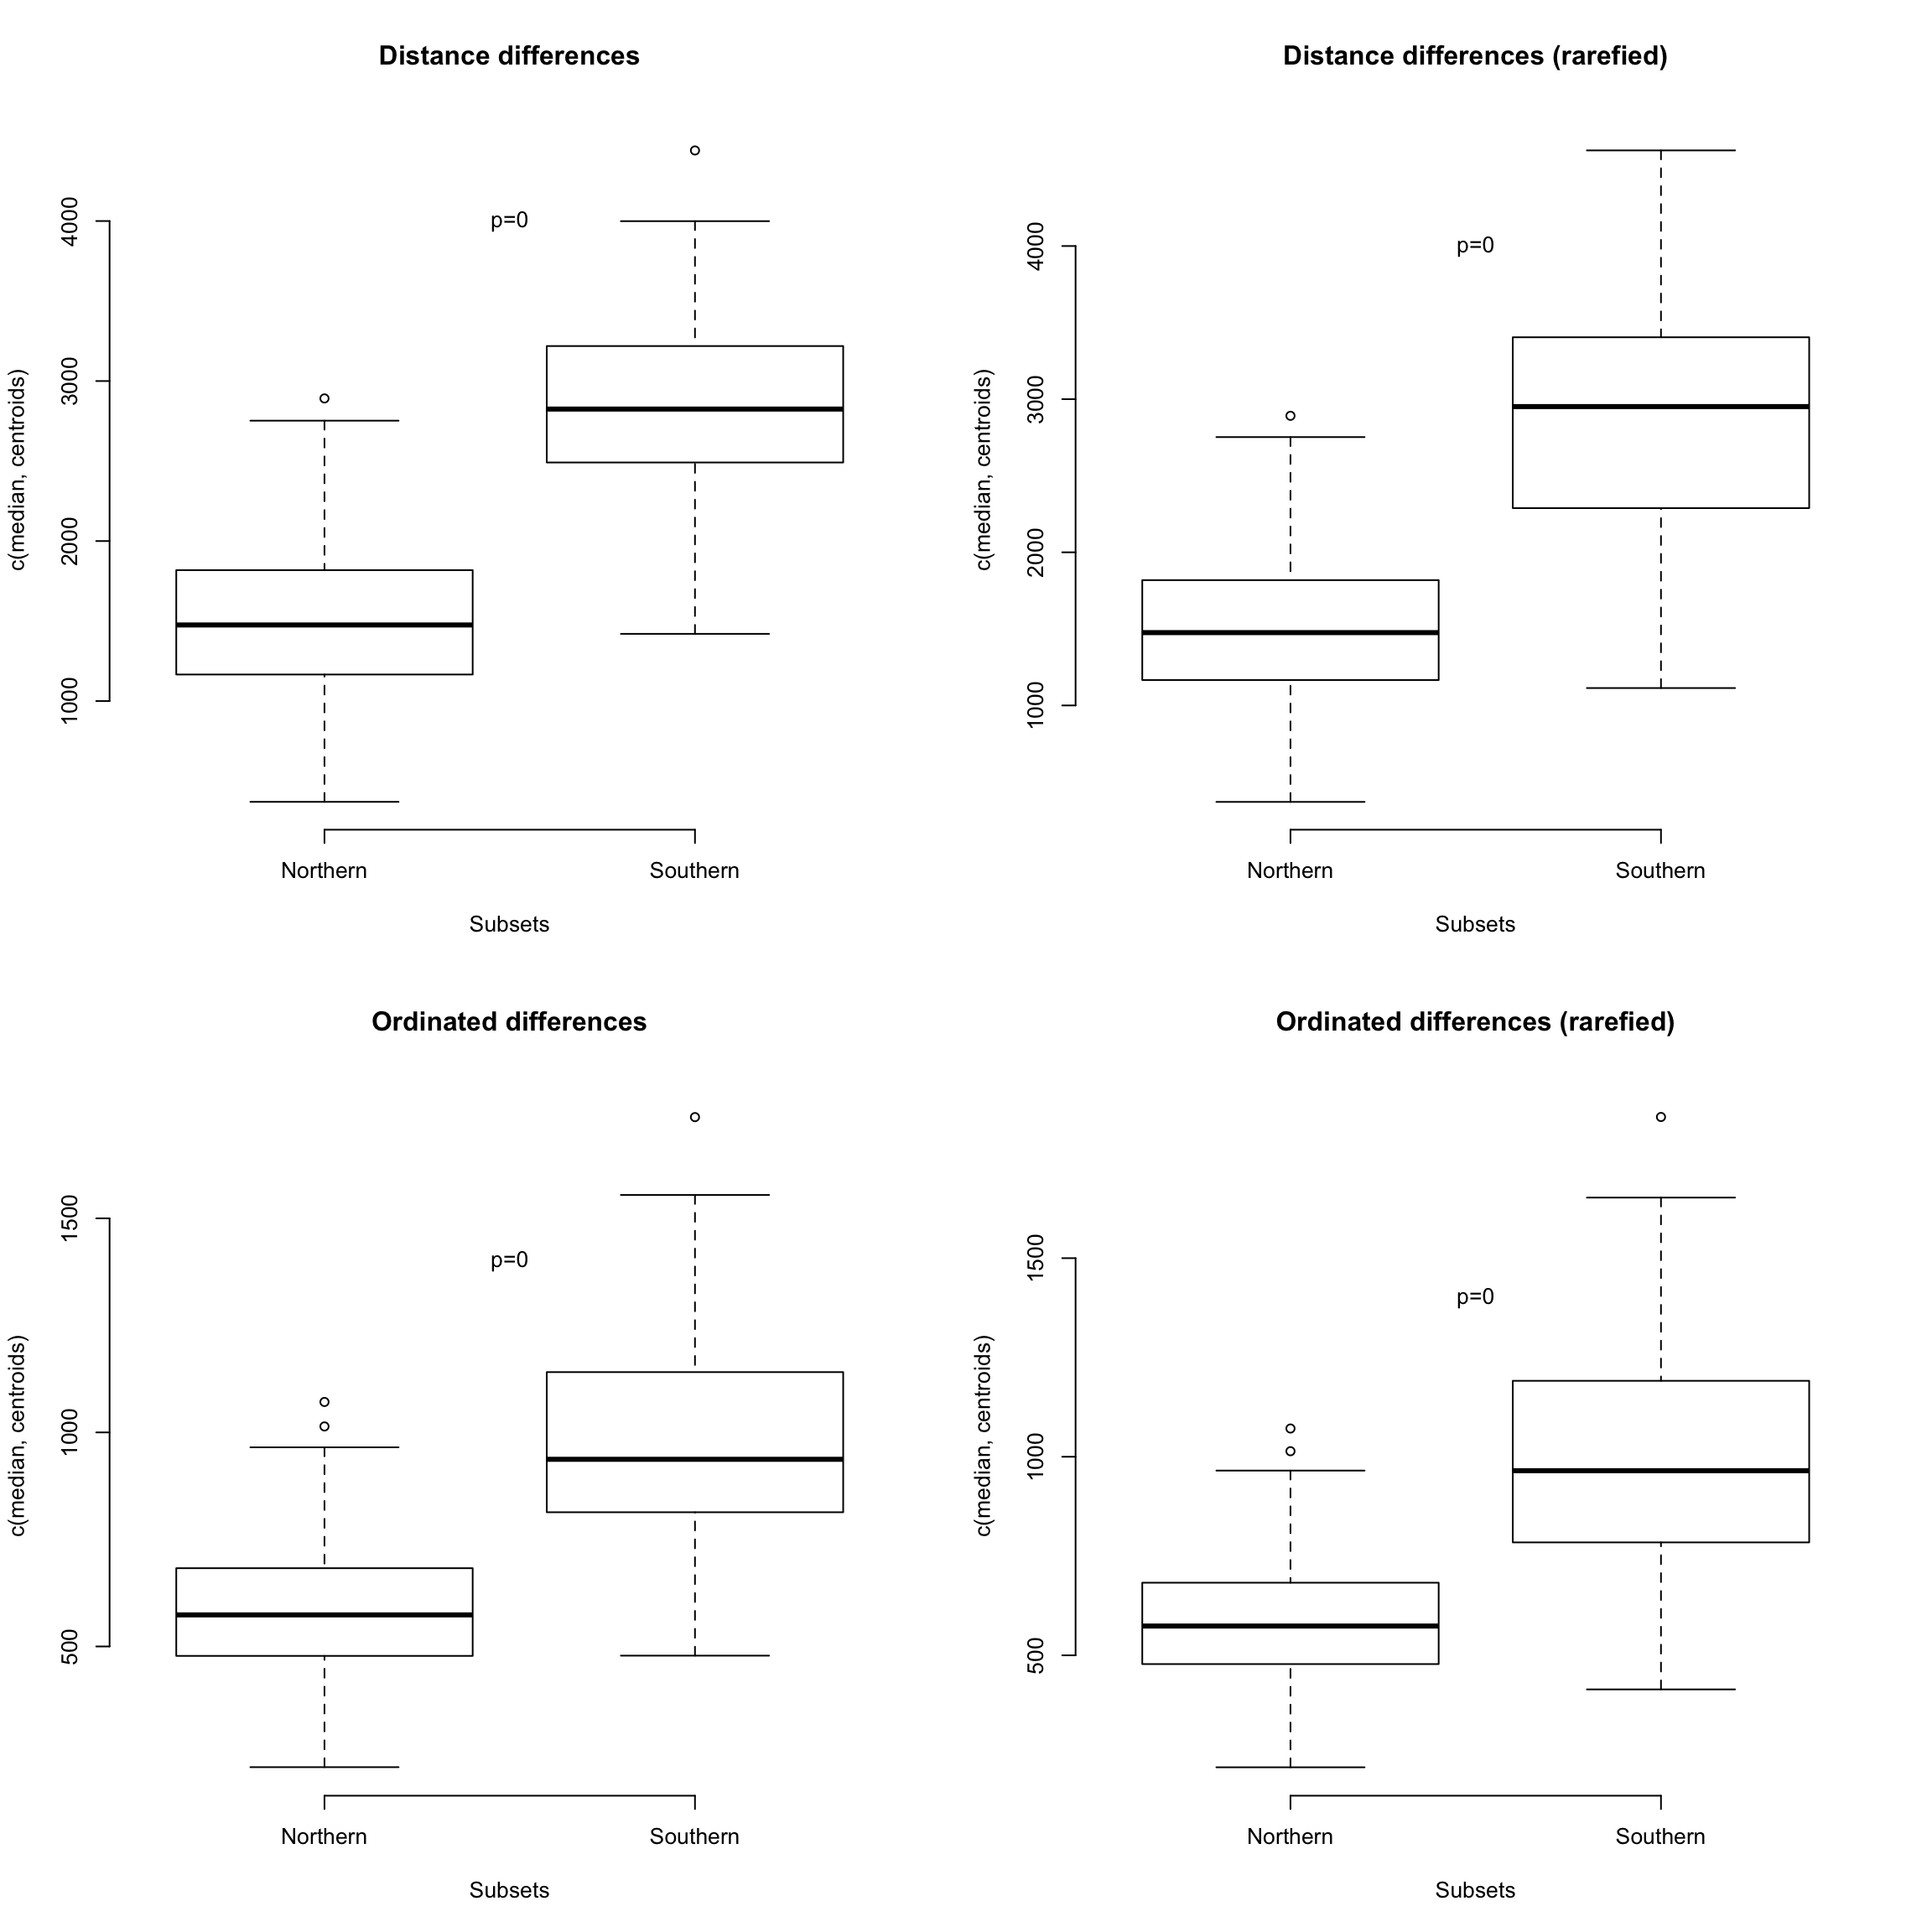 Distance differences
c(median, centroids)
4000
3000
2000
1000
p=0
Northern
Southern
Subsets
Distance differences (rarefied)
c(median, centroids)
4000
3000
2000
1000
p=0
Northern
Southern
Subsets
Ordinated differences
c(median, centroids)
1500
1000
500
p=0
Northern
Southern
Subsets
Ordinated differences (rarefied)
c(median, centroids)
1500
1000
500
p=0
Northern
Southern
Subsets